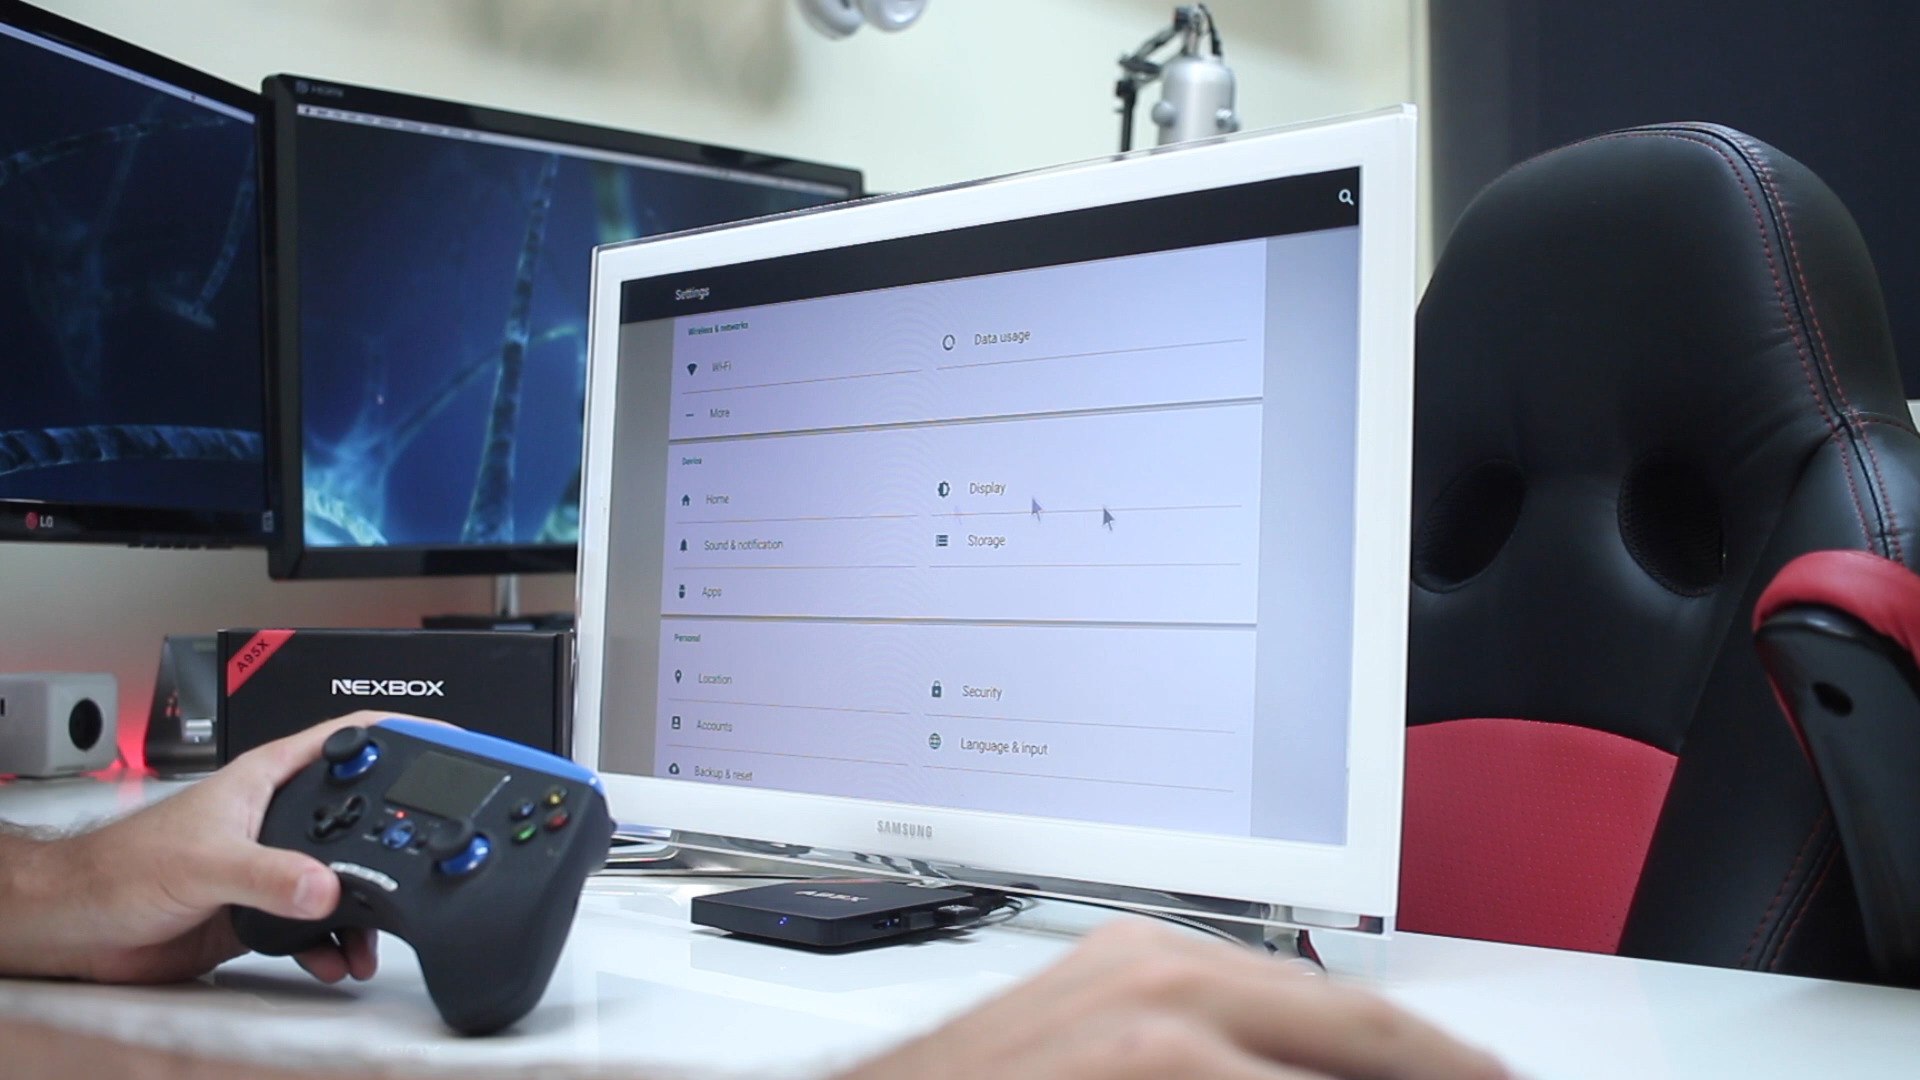 Settings
Wireless & networks
Wi-Fi
Data usage
More
Device
Home
Display
Sound & notification
Storage
Apps
Personal
Location
Security
Accounts
Language & input
Backup & reset
SAMSUNG
LG
A95X
NEXBOX
A95X